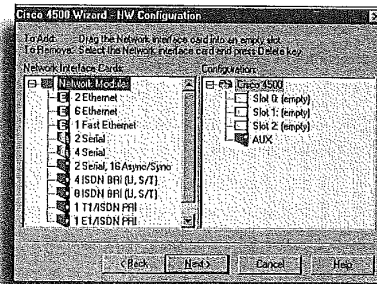 Cisco 4500 Wizard - HW Configuration
To Add: Drag the Network interface card into an empty slot
To Remove: Select the Network interface card and press Delete key
Network Interface Cards:
Network Modules
2 Ethernet
6 Ethernet
1 Fast Ethernet
2 Serial
4 Serial
2 Serial, 16 Async/Sync
4 ISDN BRI (U, S/T)
8 ISDN BRI (U, S/T)
1 T1/ISDN PRI
1 E1/ISDN PRI
Configuration:
Cisco 4500
Slot 0: (empty)
Slot 1: (empty)
Slot 2: (empty)
AUX
< Back
Next >
Cancel
Help